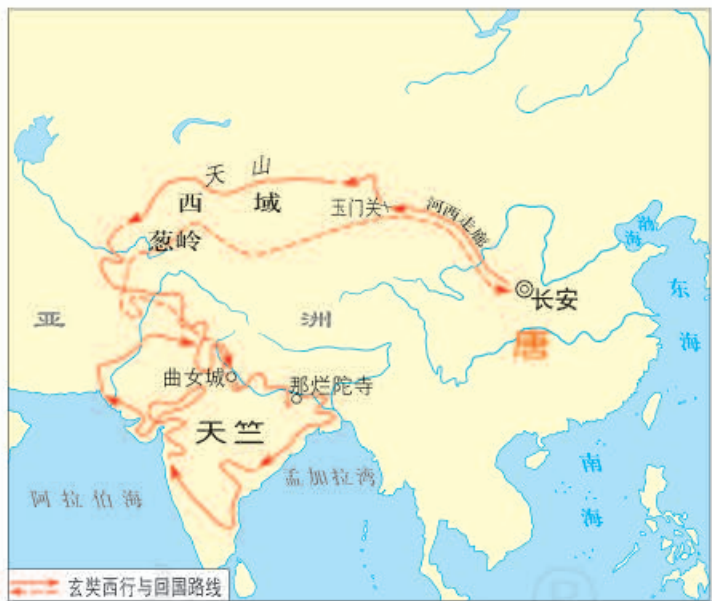 天山
西域
玉门关
河西走廊
葱岭
渤海
长安
东海
亚洲
唐
曲女城
那烂陀寺
天竺
孟加拉湾
阿拉伯海
南海
玄奘西行与回国路线